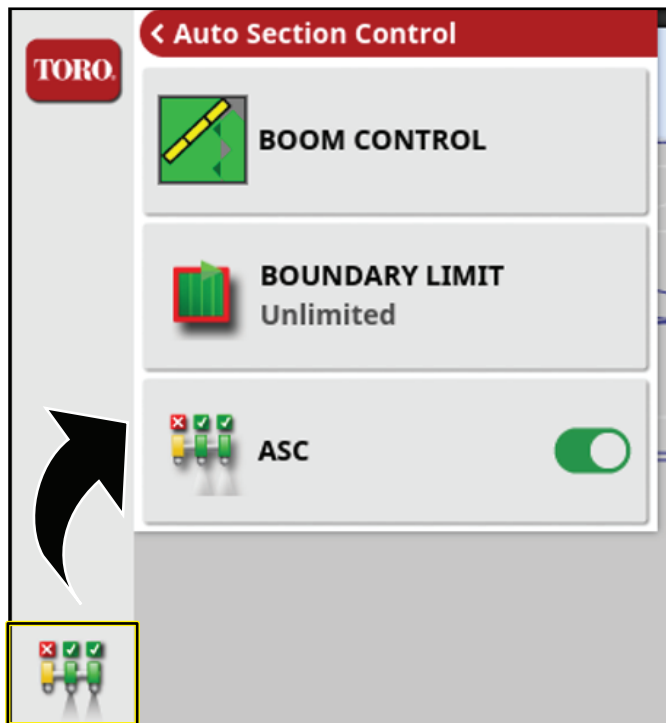 TORO.
Auto Section Control
BOOM CONTROL
BOUNDARY LIMIT
Unlimited
ASC